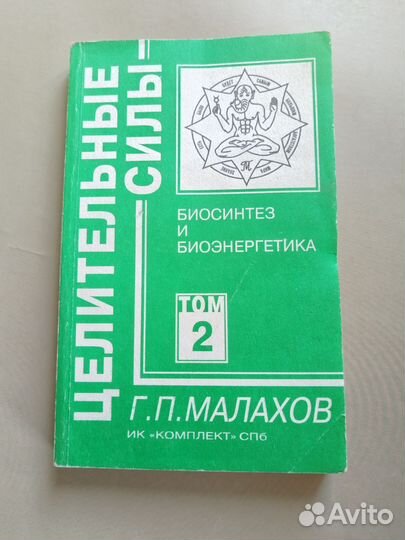 ЦЕЛИТЕЛЬНЫЕ
СИЛЫ
БИОСИНТЕЗ
И
БИОЭНЕРГЕТИКА
ТОМ
2
Г.П.МАЛАХОВ
ИК «КОМПЛЕКТ» СПб
Avito